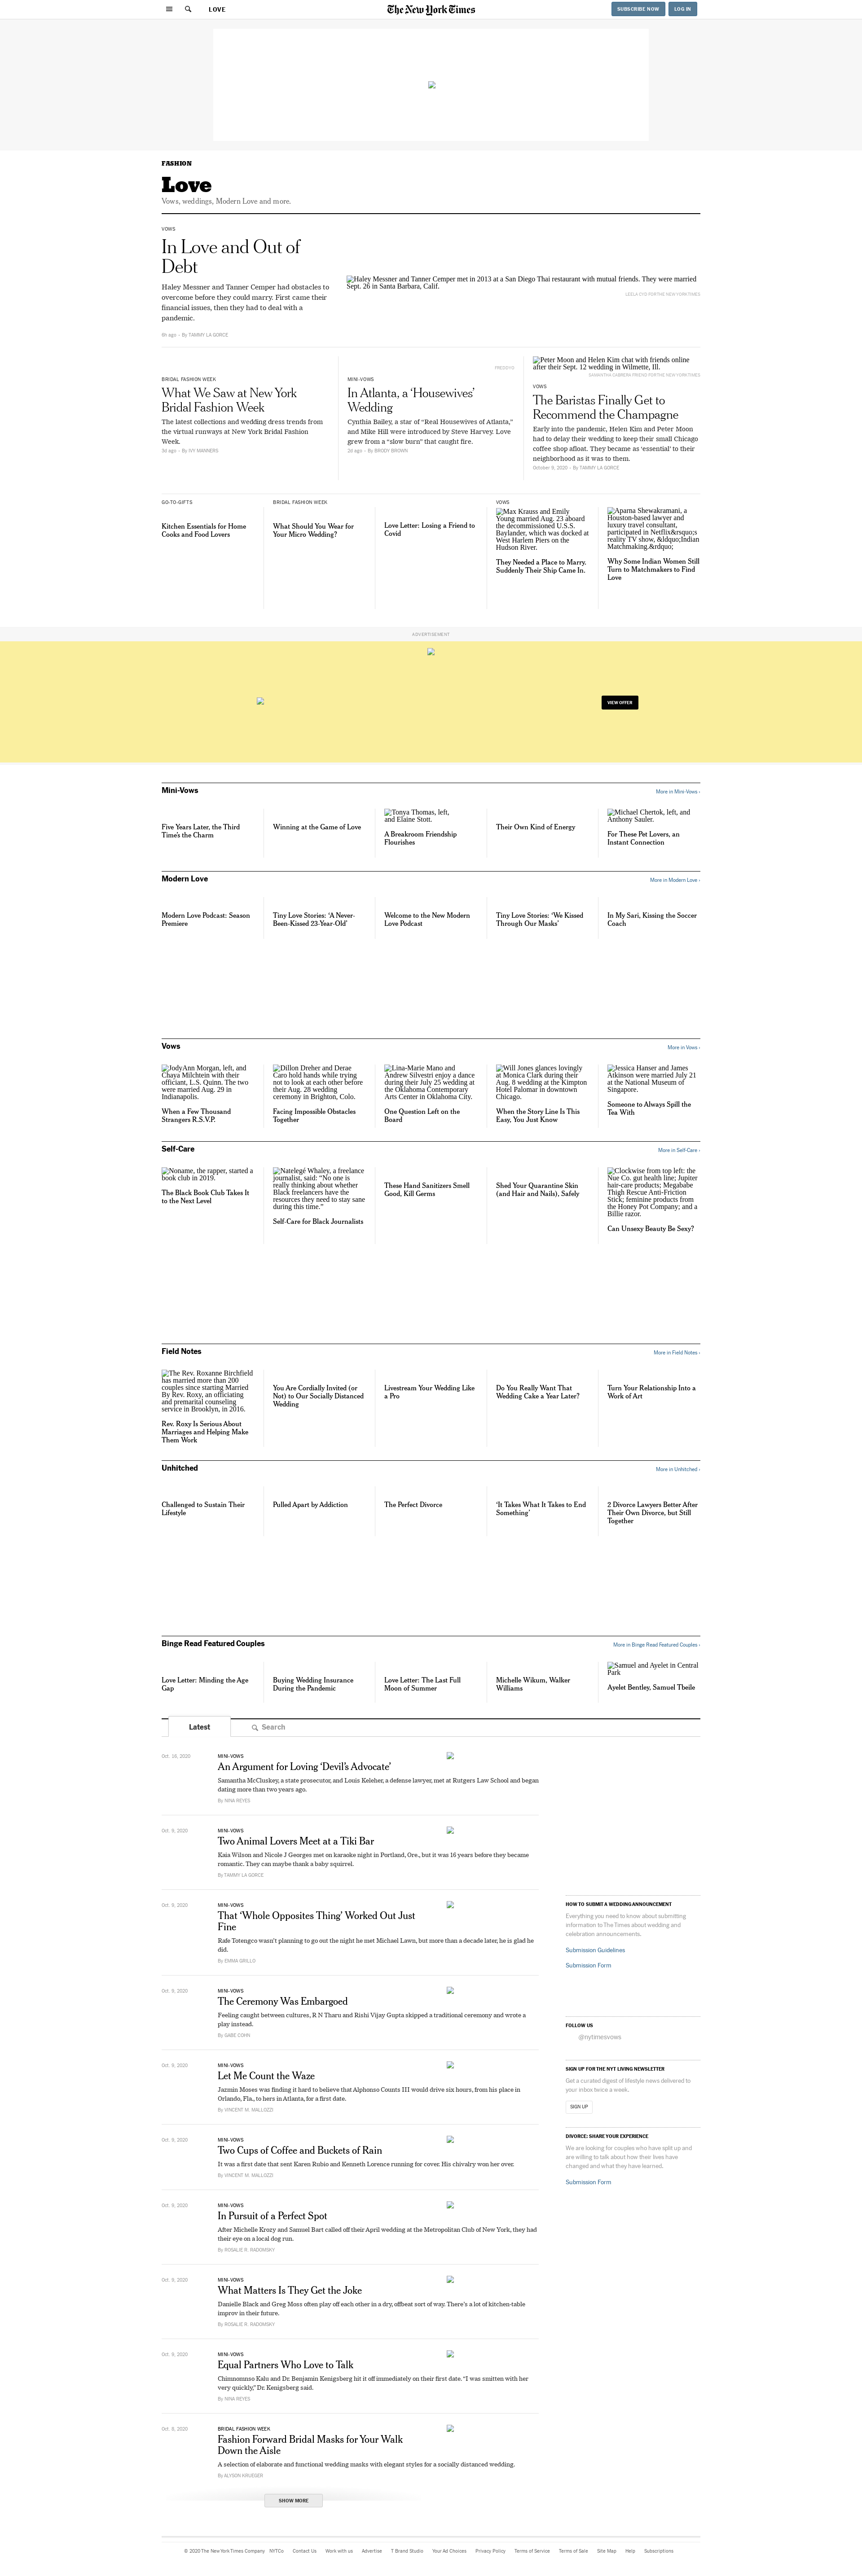 LOVE
The New York Times
SUBSCRIBE NOW
LOG IN
FASHION
Love
Vows, weddings, Modern Love and more.
VOWS
In Love and Out of
Debt
Haley Messner and Tanner Cemper had obstacles to
overcome before they could marry. First came their
financial issues, then they had to deal with a
pandemic.
6h ago – By TAMMY LA GORCE
Haley Messner and Tanner Cemper met in 2013 at a San Diego Thai restaurant with mutual friends. They were married
Sept. 26 in Santa Barbara, Calif.
BRIDAL FASHION WEEK
What We Saw at New York
Bridal Fashion Week
The latest collections and wedding dress trends from
the virtual runways at New York Bridal Fashion
Week.
3d ago – By IVY MANNERS
MINI-VOWS
In Atlanta, a ‘Housewives’
Wedding
Cynthia Bailey, a star of “Real Housewives of Atlanta,”
and Mike Hill were introduced by Steve Harvey. Love
grew from a “slow burn” that caught fire.
2d ago – By BRODY BROWN
Peter Moon and Helen Kim chat with friends online
after their Sept. 12 wedding in Wilmette, Ill.
VOWS
The Baristas Finally Get to
Recommend the Champagne
Early into the pandemic, Helen Kim and Peter Moon
had to delay their wedding to keep their small Chicago
coffee shop afloat. They became as 'essential' to their
neighborhood as it was to them.
October 9, 2020 – By TAMMY LA GORCE
GO-TO-GIFTS
Kitchen Essentials for Home
Cooks and Food Lovers
BRIDAL FASHION WEEK
What Should You Wear for
Your Micro Wedding?
Love Letter: Losing a Friend to
Covid
VOWS
Max Krauss and Emily
Young married Aug. 23 aboard
the decommissioned U.S.S.
Baylander, which was docked at
West Harlem Piers on the
Hudson River.
They Needed a Place to Marry.
Suddenly Their Ship Came In.
Aparna Shewakramani, a
Houston-based lawyer and
luxury travel consultant,
participated in Netflix&rsquo;s
reality TV show, &ldquo;Indian
Matchmaking.&rdquo;
Why Some Indian Women Still
Turn to Matchmakers to Find
Love
ADVERTISEMENT
VIEW OFFER
Mini-Vows
More in Mini-Vows ›
Five Years Later, the Third
Time’s the Charm
Winning at the Game of Love
Tonya Thomas, left,
and Elaine Stott.
A Breakroom Friendship
Flourishes
Their Own Kind of Energy
Michael Chertok, left, and
Anthony Sauler.
For These Pet Lovers, an
Instant Connection
Modern Love
More in Modern Love ›
Modern Love Podcast: Season
Premiere
Tiny Love Stories: ‘A Never-
Been-Kissed 23-Year-Old’
Welcome to the New Modern
Love Podcast
Tiny Love Stories: ‘We Kissed
Through Our Masks’
In My Sari, Kissing the Soccer
Coach
Vows
More in Vows ›
JodyAnn Morgan, left, and
Chaya Milchtein with their
officiant, L.S. Quinn. The two
were married Aug. 29 in
Indianapolis.
When a Few Thousand
Strangers R.S.V.P.
Dillon Dreher and Derae
Caro hold hands while trying
not to look at each other before
their Aug. 28 wedding
ceremony in Brighton, Colo.
Facing Impossible Obstacles
Together
Lina-Marie Mano and
Andrew Silvestri enjoy a dance
during their July 25 wedding at
the Oklahoma Contemporary
Arts Center in Oklahoma City.
One Question Left on the
Board
Will Jones glances lovingly
at Monica Clark during their
Aug. 8 wedding at the Kimpton
Hotel Palomar in downtown
Chicago.
When the Story Line Is This
Easy, You Just Know
Jessica Hanser and James
Atkinson were married July 21
at the National Museum of
Singapore.
Someone to Always Spill the
Tea With
Self-Care
More in Self-Care ›
Noname, the rapper, started a
book club in 2019.
The Black Book Club Takes It
to the Next Level
Natelegé Whaley, a freelance
journalist, said: “No one is
really thinking about whether
Black freelancers have the
resources they need to stay sane
during this time.”
Self-Care for Black Journalists
These Hand Sanitizers Smell
Good, Kill Germs
Shed Your Quarantine Skin
(and Hair and Nails), Safely
Clockwise from top left: the
Nue Co. gut health line; Jupiter
hair-care products; Megababe
Thigh Rescue Anti-Friction
Stick; feminine products from
the Honey Pot Company; and a
Billie razor.
Can Unsexy Beauty Be Sexy?
Field Notes
More in Field Notes ›
The Rev. Roxanne Birchfield
has married more than 200
couples since starting Married
By Rev. Roxy, an officiating
and premarital counseling
service in Brooklyn, in 2016.
Rev. Roxy Is Serious About
Marriages and Helping Make
Them Work
You Are Cordially Invited (or
Not) to Our Socially Distanced
Wedding
Livestream Your Wedding Like
a Pro
Do You Really Want That
Wedding Cake a Year Later?
Turn Your Relationship Into a
Work of Art
Unhitched
More in Unhitched ›
Challenged to Sustain Their
Lifestyle
Pulled Apart by Addiction
The Perfect Divorce
‘It Takes What It Takes to End
Something’
2 Divorce Lawyers Better After
Their Own Divorce, but Still
Together
Binge Read Featured Couples
More in Binge Read Featured Couples ›
Love Letter: Minding the Age
Gap
Buying Wedding Insurance
During the Pandemic
Love Letter: The Last Full
Moon of Summer
Michelle Wikum, Walker
Williams
Samuel and Ayelet in Central
Park
Ayelet Bentley, Samuel Tbeile
Latest
Search
Oct. 16, 2020
MINI-VOWS
An Argument for Loving ‘Devil’s Advocate’
Samantha McCluskey, a state prosecutor, and Louis Keleher, a defense lawyer, met at Rutgers Law School and began
dating more than two years ago.
By NINA REYES
Oct. 9, 2020
MINI-VOWS
Two Animal Lovers Meet at a Tiki Bar
Kaia Wilson and Nicole J Georges met on karaoke night in Portland, Ore., but it was 16 years before they became
romantic. They can maybe thank a baby squirrel.
By TAMMY LA GORCE
Oct. 9, 2020
MINI-VOWS
That ‘Whole Opposites Thing’ Worked Out Just
Fine
Rafe Totengco wasn’t planning to go out the night he met Michael Lawn, but more than a decade later, he is glad he
did.
By EMMA GRILLO
Oct. 9, 2020
MINI-VOWS
The Ceremony Was Embargoed
Feeling caught between cultures, R N Tharu and Rishi Vijay Gupta skipped a traditional ceremony and wrote a
play instead.
By GABE COHN
Oct. 9, 2020
MINI-VOWS
Let Me Count the Waze
Jazmin Moses was finding it hard to believe that Alphonso Counts III would drive six hours, from his place in
Orlando, Fla., to hers in Atlanta, for a first date.
By VINCENT M. MALLOZZI
Oct. 9, 2020
MINI-VOWS
Two Cups of Coffee and Buckets of Rain
It was a first date that sent Karen Rubio and Kenneth Lorence running for cover. His chivalry won her over.
By VINCENT M. MALLOZZI
Oct. 9, 2020
MINI-VOWS
In Pursuit of a Perfect Spot
After Michelle Krozy and Samuel Bart called off their April wedding at the Metropolitan Club of New York, they had
their eye on a local dog run.
By ROSALIE R. RADOMSKY
Oct. 9, 2020
MINI-VOWS
What Matters Is They Get the Joke
Danielle Black and Greg Moss often play off each other in a dry, offbeat sort of way. There’s a lot of kitchen-table
improv in their future.
By ROSALIE R. RADOMSKY
Oct. 9, 2020
MINI-VOWS
Equal Partners Who Love to Talk
Chimnomnso Kalu and Dr. Benjamin Kenigsberg hit it off immediately on their first date. “I was smitten with her
very quickly,” Dr. Kenigsberg said.
By NINA REYES
Oct. 8, 2020
BRIDAL FASHION WEEK
Fashion Forward Bridal Masks for Your Walk
Down the Aisle
A selection of elaborate and functional wedding masks with elegant styles for a socially distanced wedding.
By ALYSON KRUEGER
SHOW MORE
HOW TO SUBMIT A WEDDING ANNOUNCEMENT
Everything you need to know about submitting
information to The Times about wedding and
celebration announcements.
Submission Guidelines
Submission Form
FOLLOW US
@nytimesvows
SIGN UP FOR THE NYT LIVING NEWSLETTER
Get a curated digest of lifestyle news delivered to
your inbox twice a week.
SIGN UP
DIVORCE: SHARE YOUR EXPERIENCE
We are looking for couples who have split up and
are willing to talk about how their lives have
changed and what they have learned.
Submission Form
© 2020 The New York Times Company NYTCo Contact Us Work with us Advertise T Brand Studio Your Ad Choices Privacy Policy Terms of Service Terms of Sale Site Map Help Subscriptions